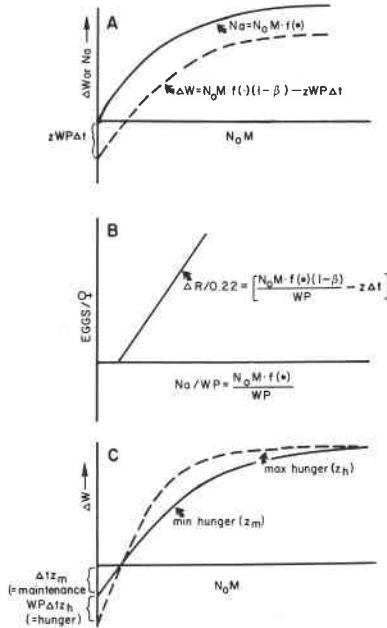 A
ΔW or Na →
Na=N₀M·f(•)
ΔW=N₀M f(·)(1-β)-zWPΔt
zWPΔt
N₀M
B
EGGS/♀
ΔR/0.22 = [N₀M·f(•)(1-β)/WP - zΔt]
Na/WP = N₀M·f(•)/WP
C
ΔW →
max hunger (zₕ)
min hunger (zₘ)
Δtzₘ
(=maintenance
N₀M
W.PΔtzₕ
(=hunger)